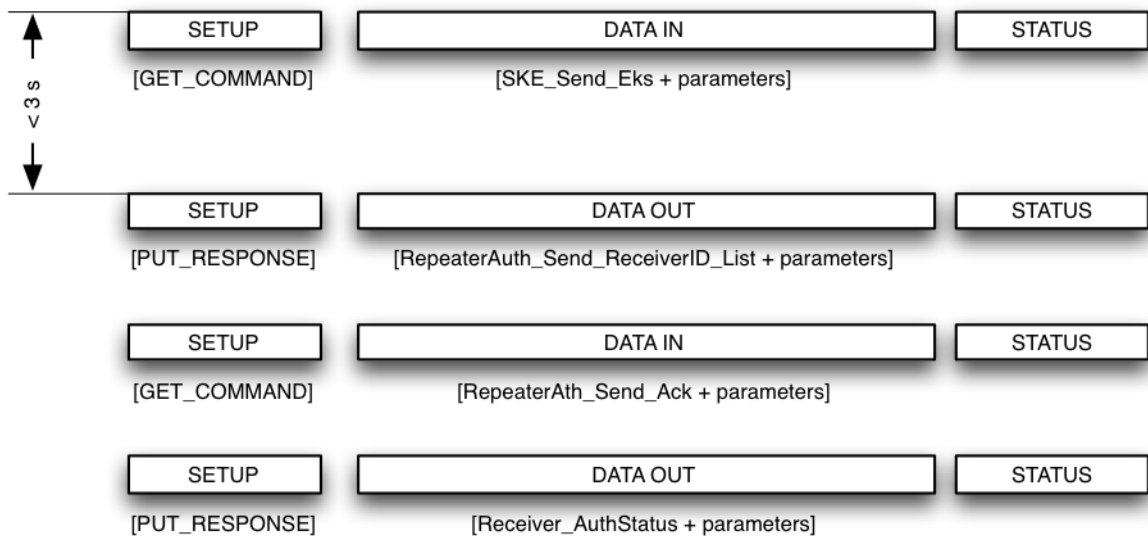 SETUP DATA IN STATUS
[GET_COMMAND] [SKE_Send_Eks + parameters]
< 3 s
SETUP DATA OUT STATUS
[PUT_RESPONSE] [RepeaterAuth_Send_ReceiverID_List + parameters]
SETUP DATA IN STATUS
[GET_COMMAND] [RepeaterAth_Send_Ack + parameters]
SETUP DATA OUT STATUS
[PUT_RESPONSE] [Receiver_AuthStatus + parameters]